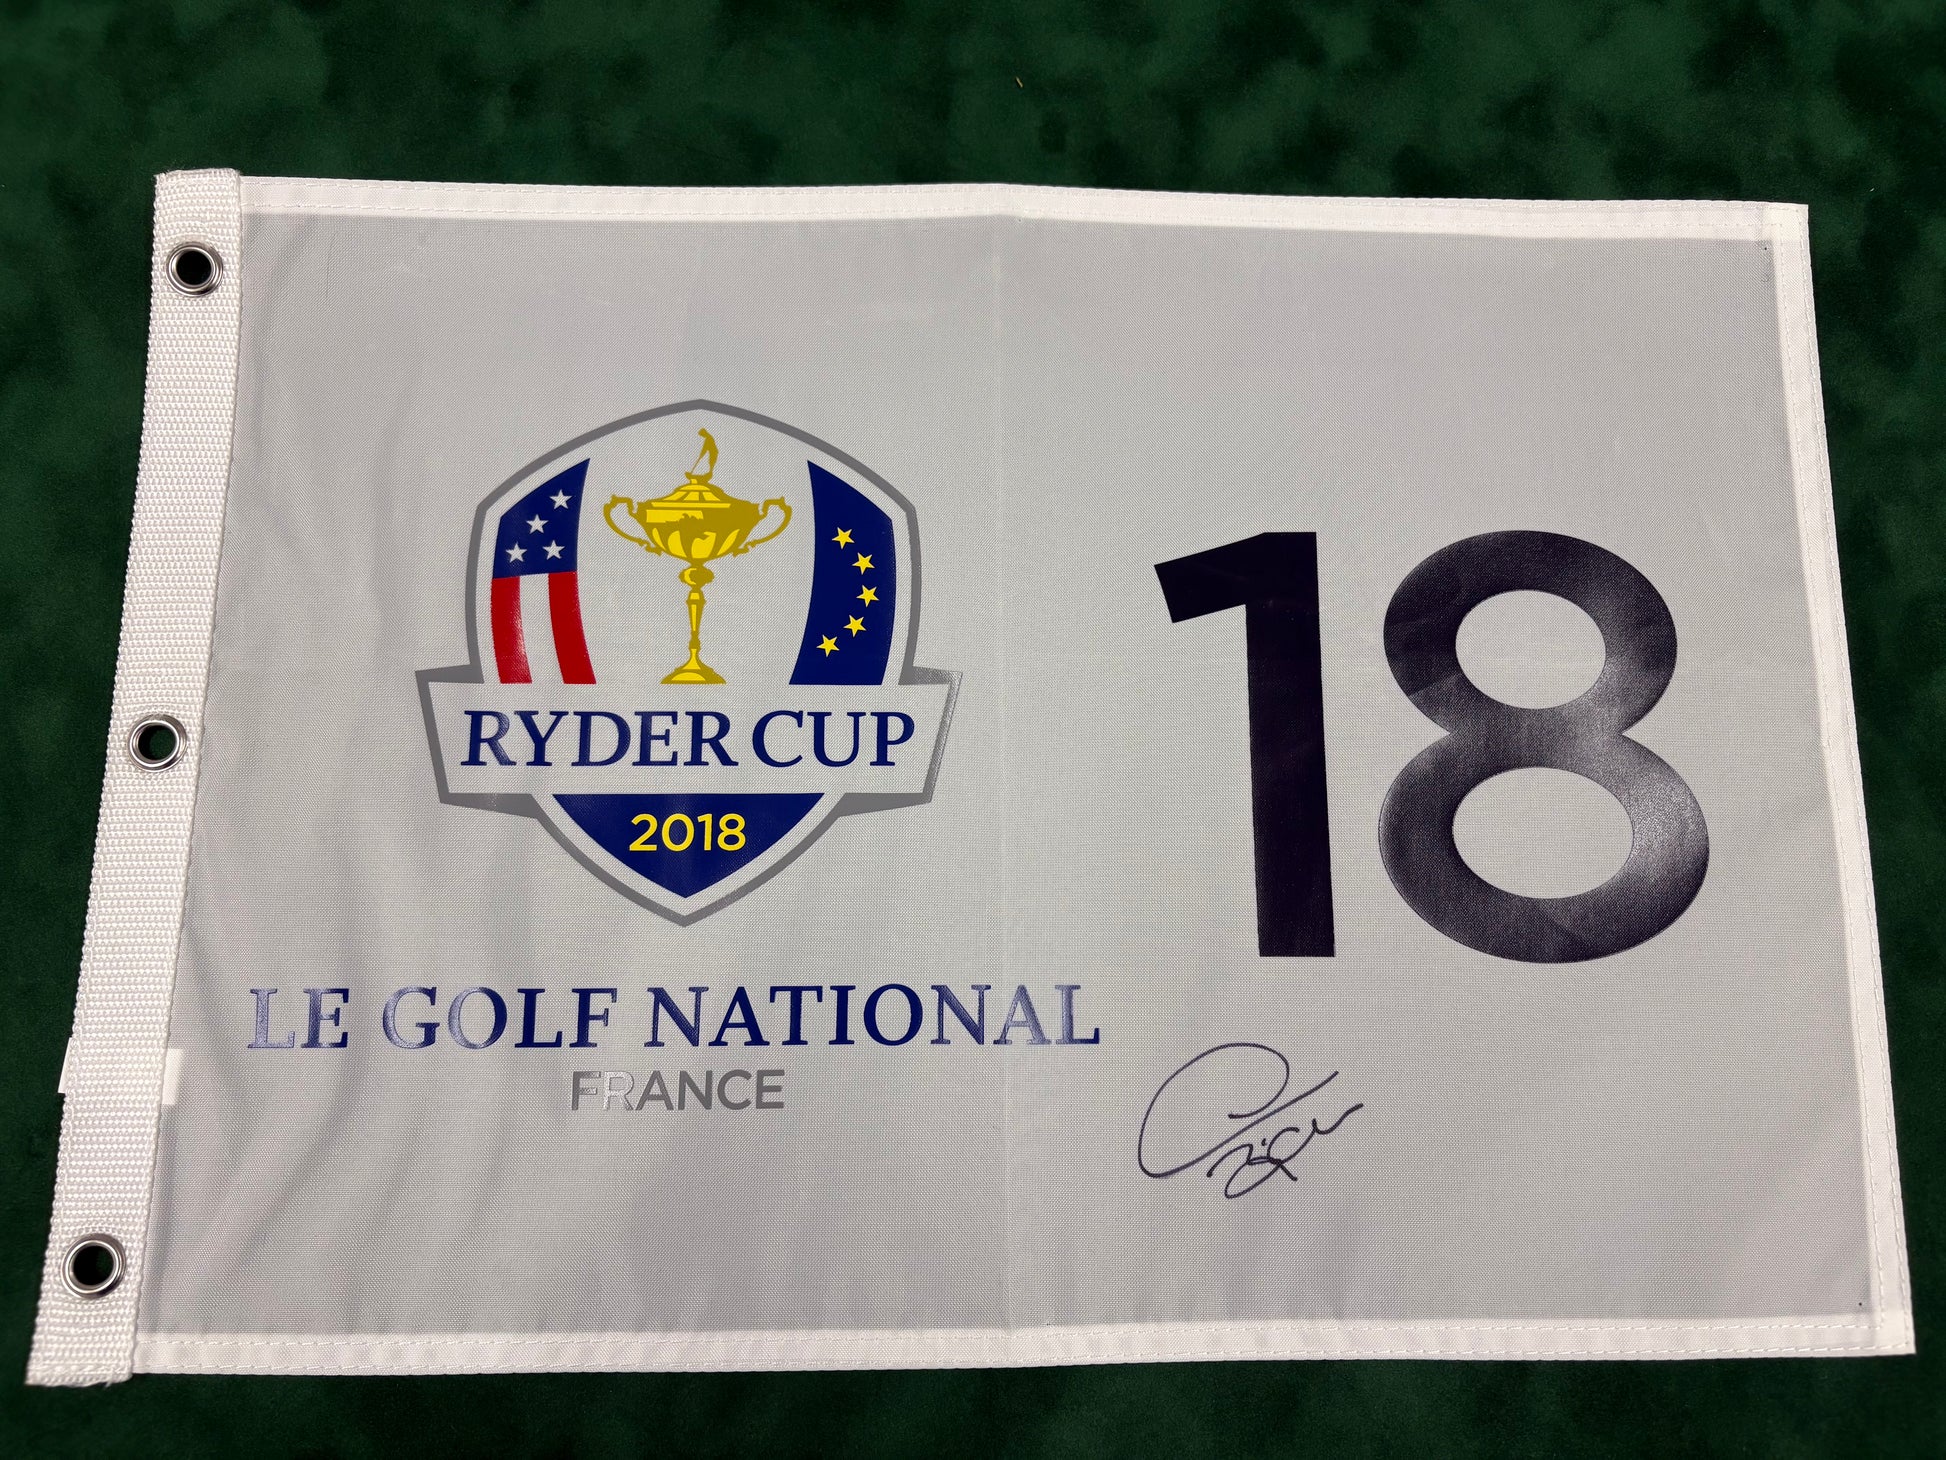 RYDER CUP
2018
LE GOLF NATIONAL
FRANCE
18